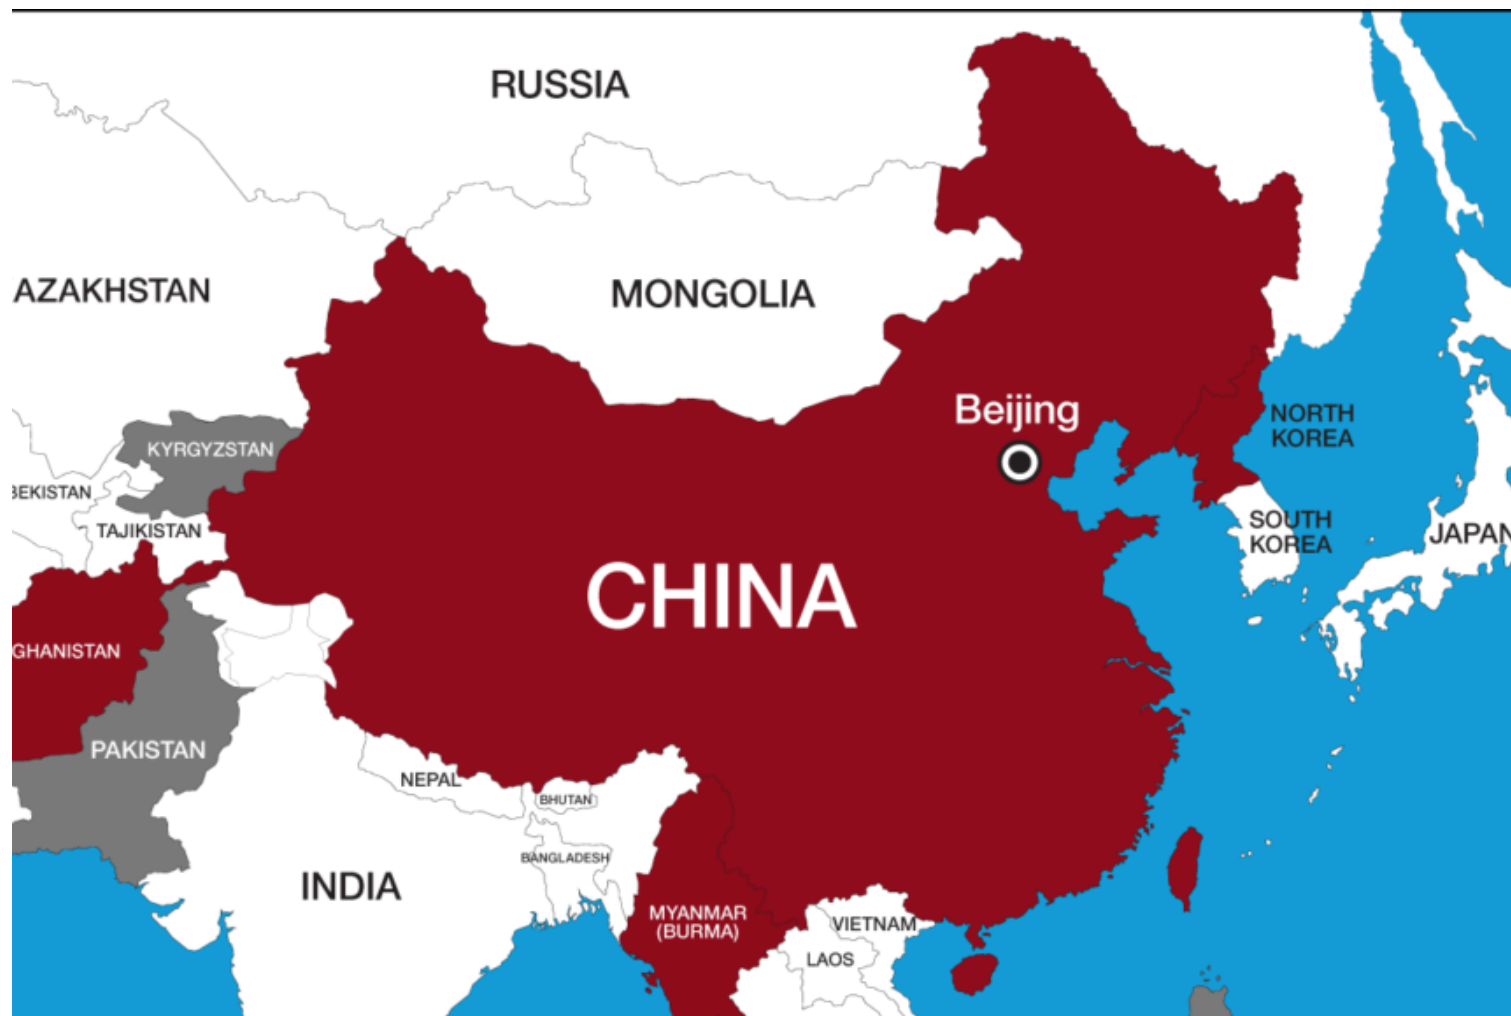 RUSSIA
AZAKHSTAN
MONGOLIA
Beijing
NORTH
KOREA
KYRGYZSTAN
BEKISTAN
TAJIKISTAN
SOUTH
KOREA
JAPAN
CHINA
GHANISTAN
PAKISTAN
NEPAL
BHUTAN
BANGLADESH
INDIA
MYANMAR
(BURMA)
VIETNAM
LAOS